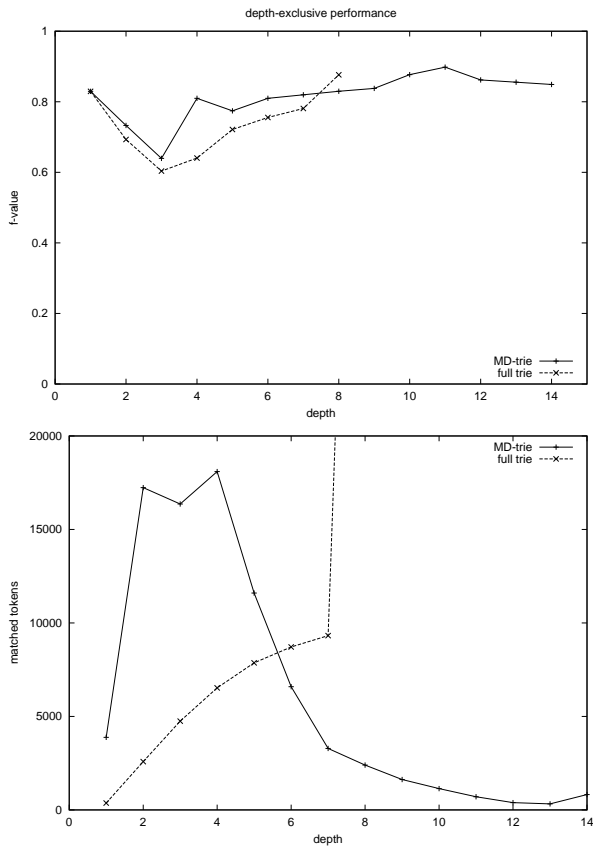 depth-exclusive performance
1
0.8
0.6
0.4
0.2
0
f-value
MD-trie
full trie
0 2 4 6 8 10 12 14
depth
20000
15000
10000
5000
0
matched tokens
MD-trie
full trie
0 2 4 6 8 10 12 14
depth